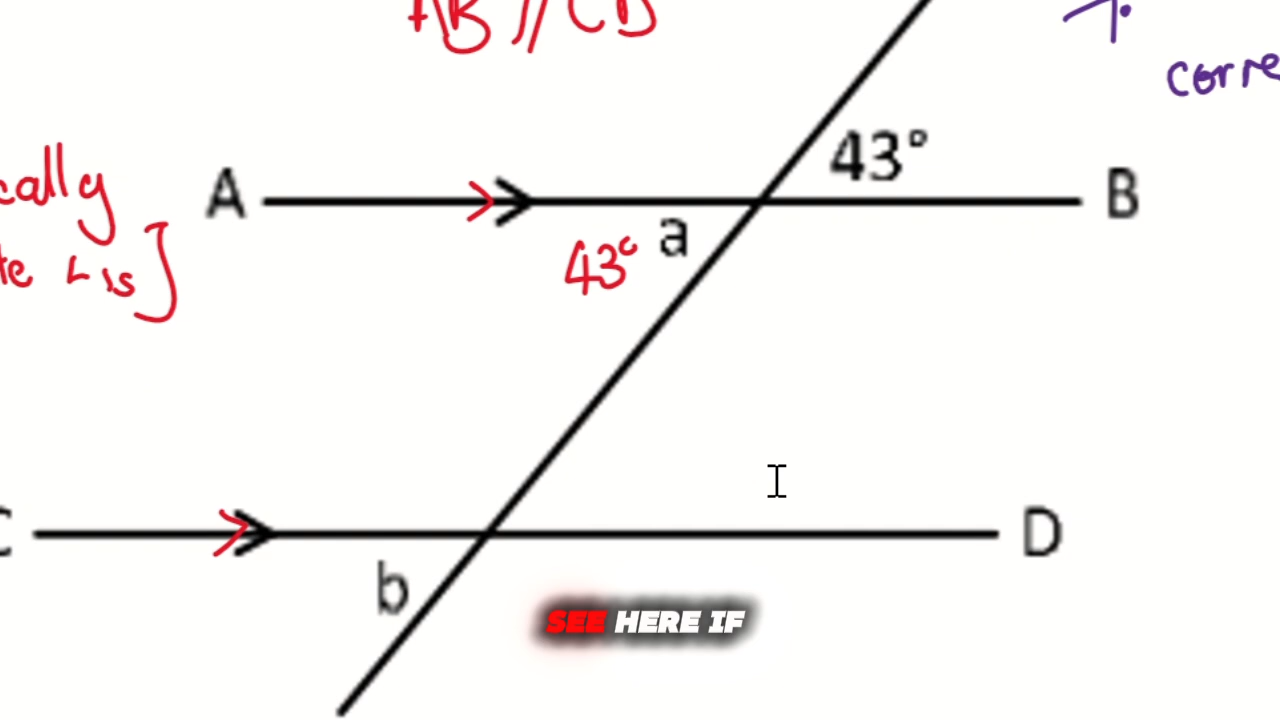 AB // CD
43°
corre
cally
A
B
a
43°
te ∠'s]
D
b
SEE HERE IF